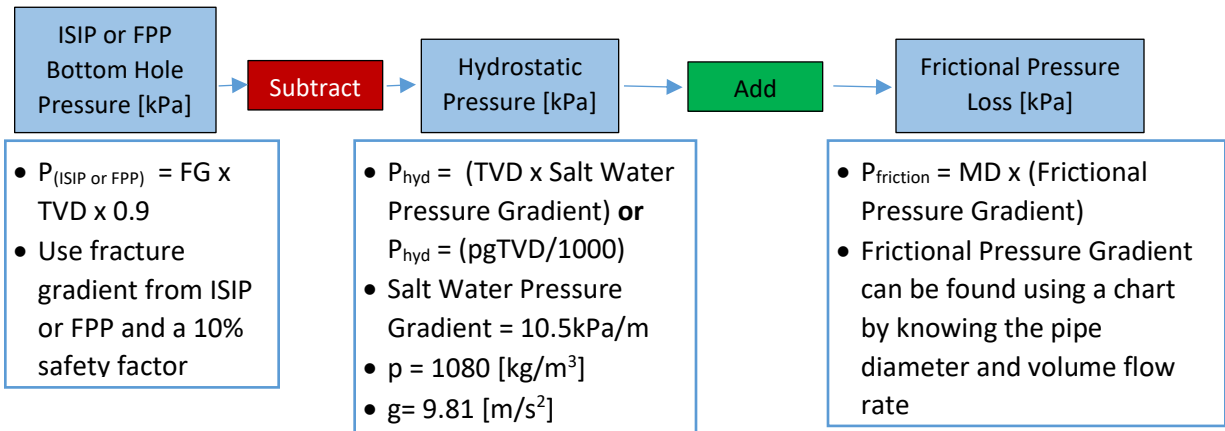 ISIP or FPP
Bottom Hole
Pressure [kPa]
Subtract
Hydrostatic
Pressure [kPa]
Add
Frictional Pressure
Loss [kPa]
• P(ISIP or FPP) = FG x
TVD x 0.9
• Use fracture
gradient from ISIP
or FPP and a 10%
safety factor
• Phyd = (TVD x Salt Water
Pressure Gradient) or
Phyd = (pgTVD/1000)
• Salt Water Pressure
Gradient = 10.5kPa/m
• p = 1080 [kg/m³]
• g= 9.81 [m/s²]
• Pfriction = MD x (Frictional
Pressure Gradient)
• Frictional Pressure Gradient
can be found using a chart
by knowing the pipe
diameter and volume flow
rate